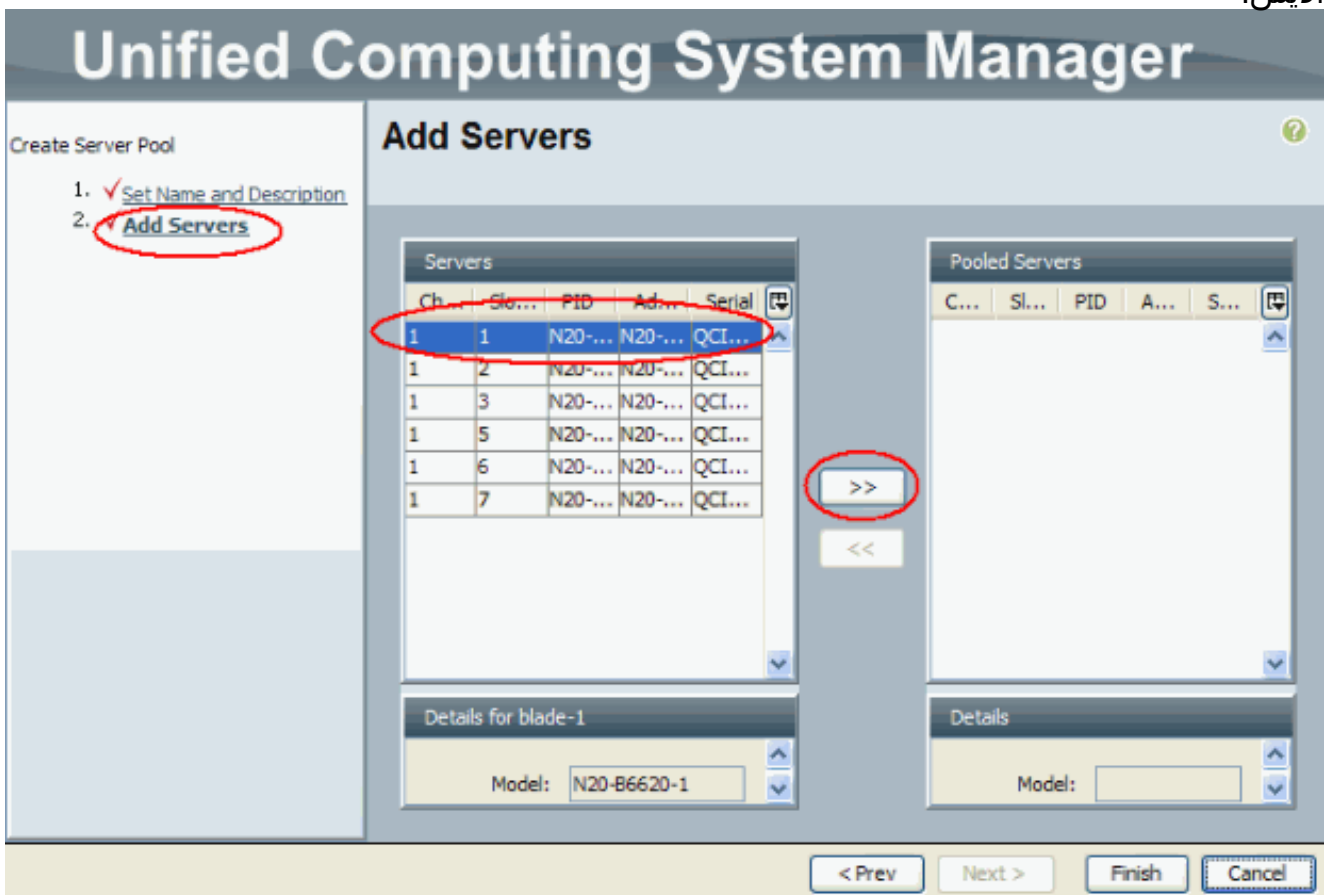 الأيمن.
Unified Computing System Manager
Create Server Pool
1. Set Name and Description
2. Add Servers
Add Servers
Servers
Ch... Slo... PID Ad... Serial
1 1 N20-... N20-... QCI...
1 2 N20-... N20-... QCI...
1 3 N20-... N20-... QCI...
1 5 N20-... N20-... QCI...
1 6 N20-... N20-... QCI...
1 7 N20-... N20-... QCI...
>>
<<
Pooled Servers
C... Sl... PID A... S...
Details for blade-1
Model: N20-B6620-1
Details
Model:
< Prev Next > Finish Cancel